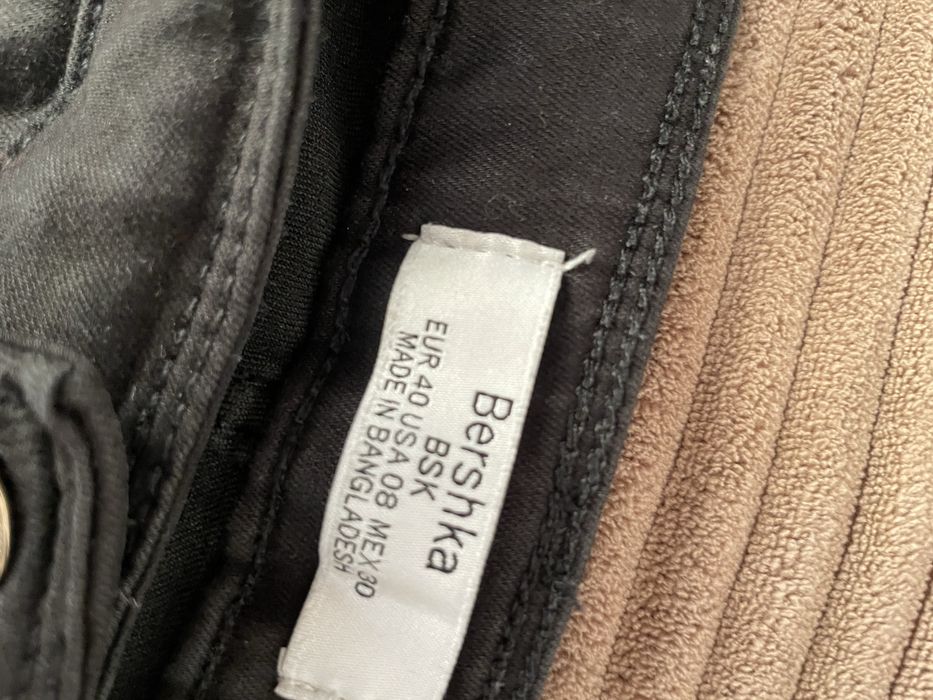 Bershka
BSK
EUR 40 USA 08 MEX 30
MADE IN BANGLADESH